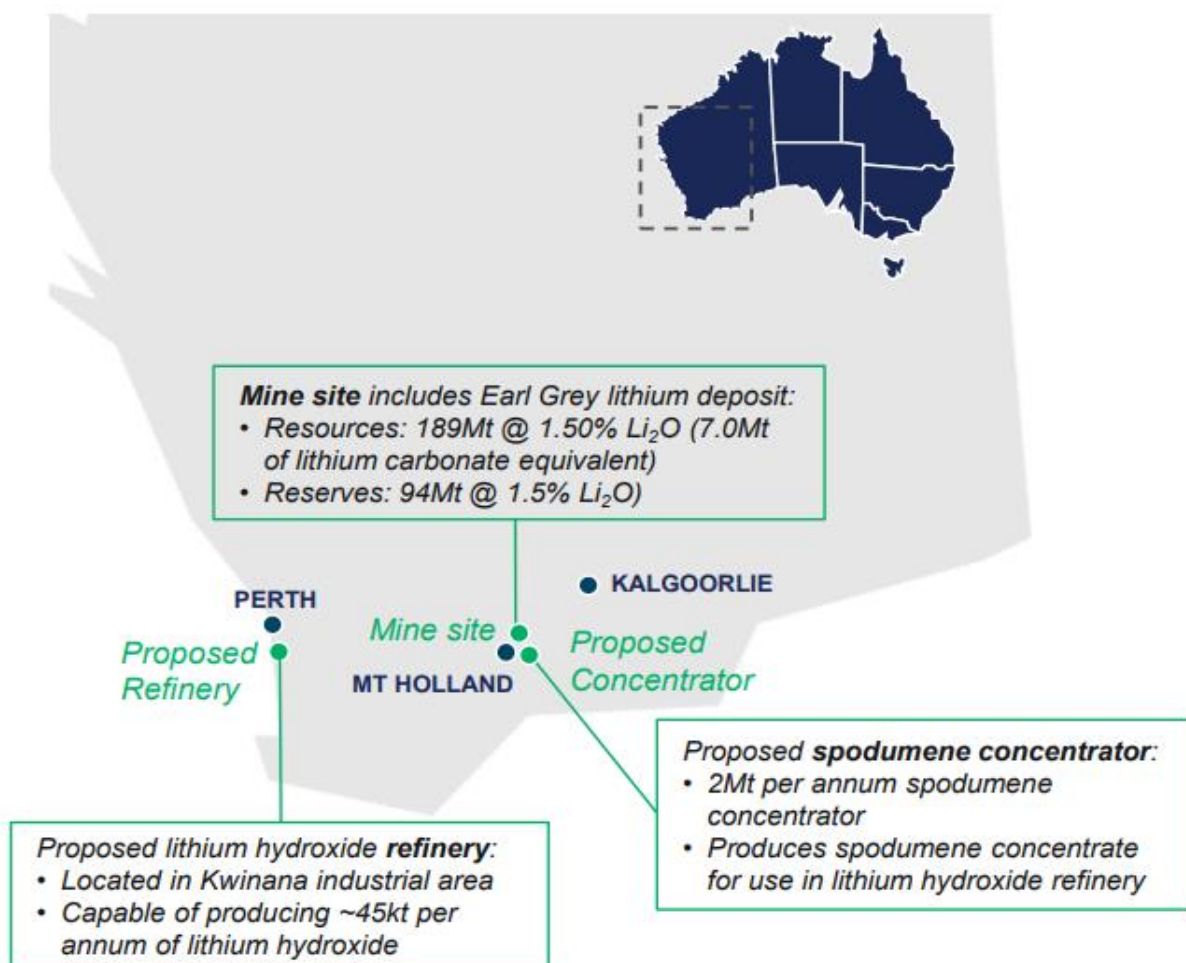 Mine site includes Earl Grey lithium deposit:
• Resources: 189Mt @ 1.50% Li₂O (7.0Mt
of lithium carbonate equivalent)
• Reserves: 94Mt @ 1.5% Li₂O)
KALGOORLIE
PERTH
Mine site
Proposed
Refinery
Proposed
Concentrator
MT HOLLAND
Proposed spodumene concentrator:
• 2Mt per annum spodumene
concentrator
• Produces spodumene concentrate
for use in lithium hydroxide refinery
Proposed lithium hydroxide refinery:
• Located in Kwinana industrial area
• Capable of producing ~45kt per
annum of lithium hydroxide